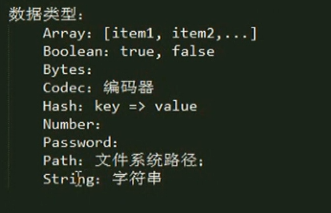 数据类型：
Array: [item1, item2,...]
Boolean: true, false
Bytes:
Codec: 编码器
Hash: key => value
Number:
Password:
Path: 文件系统路径;
String: 字符串